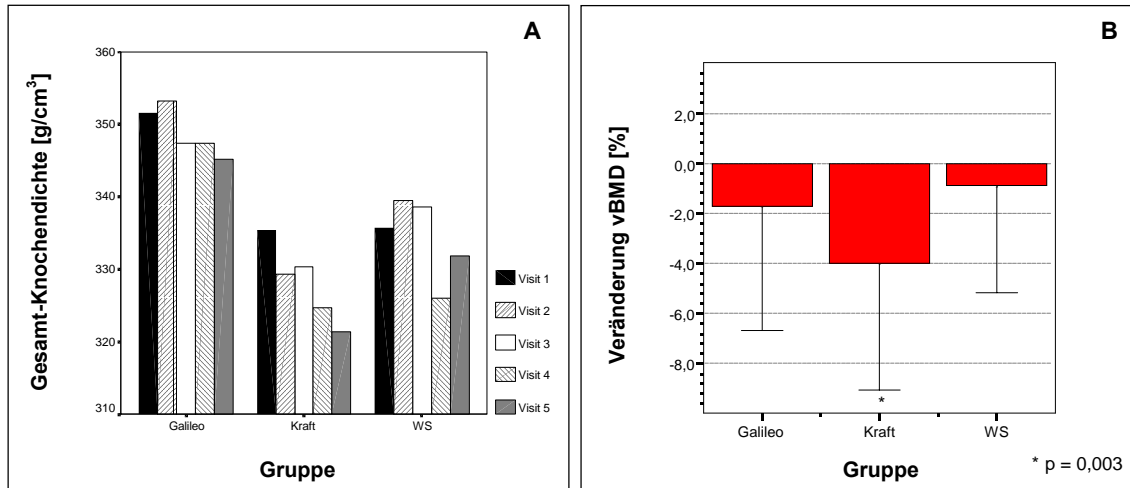 A
Gesamt-Knochendichte [g/cm³]
360
350
340
330
320
310
Galileo
Kraft
WS
Gruppe
Visit 1
Visit 2
Visit 3
Visit 4
Visit 5
B
Veränderung vBMD [%]
2,0
0,0
-2,0
-4,0
-6,0
-8,0
*
Galileo
Kraft
WS
Gruppe
* p = 0,003